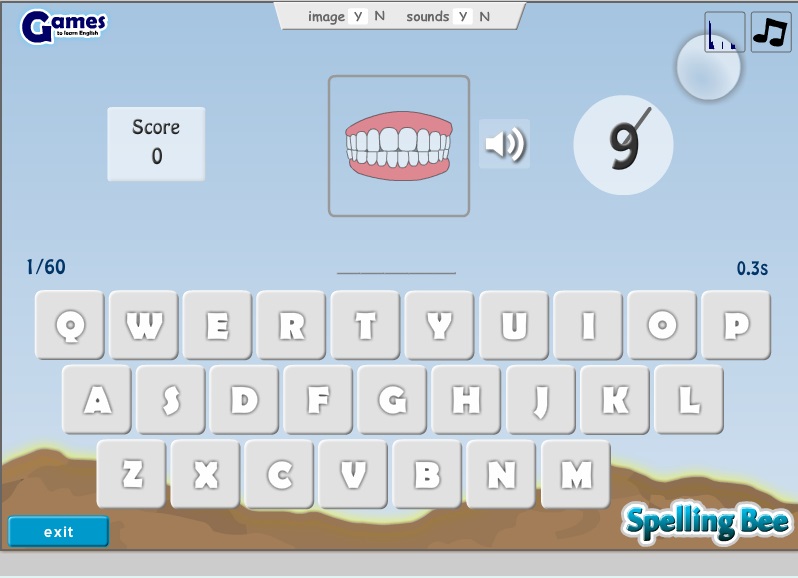 Games
to learn English
image Y N sounds Y N
Score
0
9
1/60
0.3s
Q W E R T Y U I O P
A S D F G H J K L
Z X C V B N M
exit
Spelling Bee